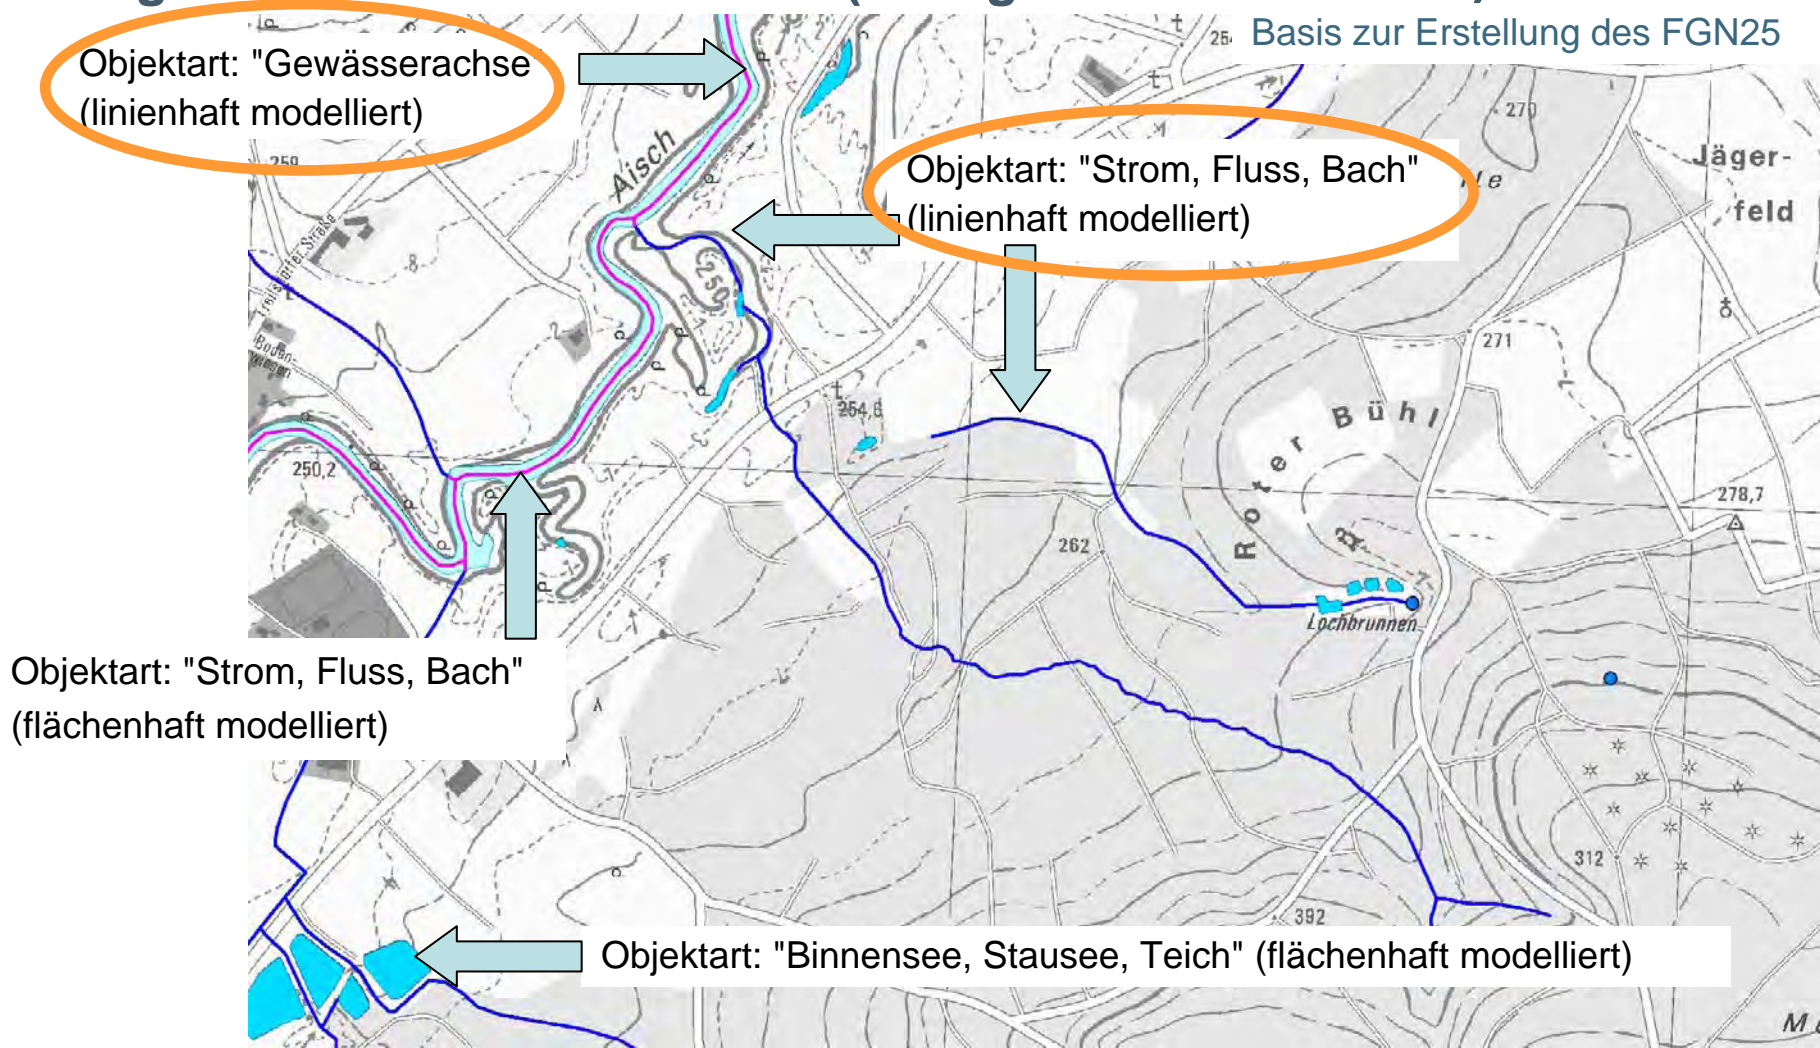 Basis zur Erstellung des FGN25
Objektart: "Gewässerachse"
(linienhaft modelliert)
Objektart: "Strom, Fluss, Bach"
(linienhaft modelliert)
259
Aisch
270
Jäger-
feld
250
271
Boden-
wiesen
254,6
Roter Bühl
250,2
278,7
262
Lochbrunnen
Objektart: "Strom, Fluss, Bach"
(flächenhaft modelliert)
312
392
Objektart: "Binnensee, Stausee, Teich" (flächenhaft modelliert)